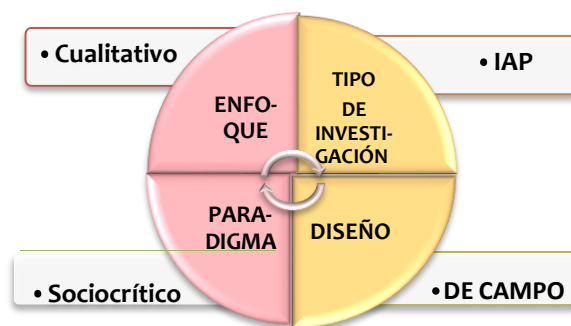 • Cualitativo
• IAP
ENFO-
QUE
TIPO
DE
INVESTI-
GACIÓN
PARA-
DIGMA
DISEÑO
• Sociocrítico
• DE CAMPO